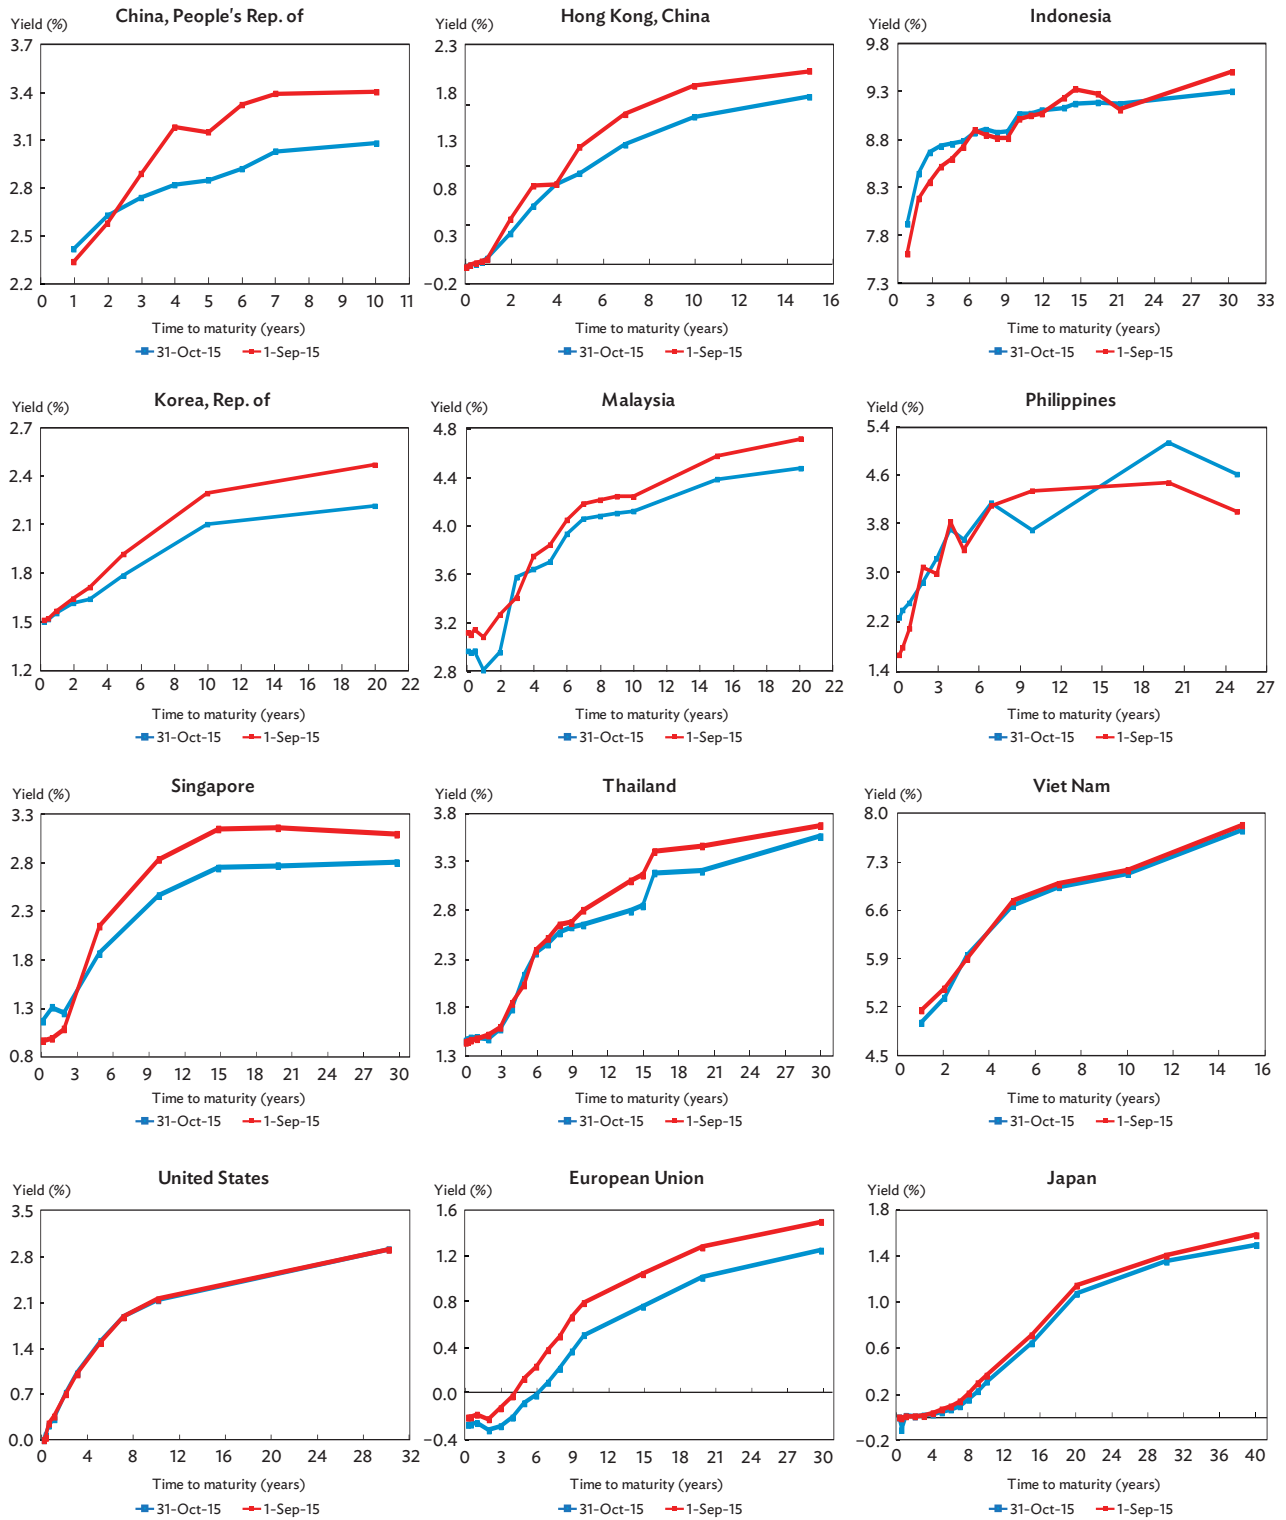 China, People's Rep. of
Yield (%)
3.7
3.4
3.1
2.8
2.5
2.2
0 1 2 3 4 5 6 7 8 9 10 11
Time to maturity (years)
31-Oct-15 1-Sep-15
Hong Kong, China
Yield (%)
2.3
1.8
1.3
0.8
0.3
−0.2
0 2 4 6 8 10 12 14 16
Time to maturity (years)
31-Oct-15 1-Sep-15
Indonesia
Yield (%)
9.8
9.3
8.8
8.3
7.8
7.3
0 3 6 9 12 15 18 21 24 27 30 33
Time to maturity (years)
31-Oct-15 1-Sep-15
Korea, Rep. of
Yield (%)
2.7
2.4
2.1
1.8
1.5
1.2
0 2 4 6 8 10 12 14 16 18 20 22
Time to maturity (years)
31-Oct-15 1-Sep-15
Malaysia
Yield (%)
4.8
4.4
4.0
3.6
3.2
2.8
0 2 4 6 8 10 12 14 16 18 20 22
Time to maturity (years)
31-Oct-15 1-Sep-15
Philippines
Yield (%)
5.4
4.6
3.8
3.0
2.2
1.4
0 3 6 9 12 15 18 21 24 27
Time to maturity (years)
31-Oct-15 1-Sep-15
Singapore
Yield (%)
3.3
2.8
2.3
1.8
1.3
0.8
0 3 6 9 12 15 18 21 24 27 30
Time to maturity (years)
31-Oct-15 1-Sep-15
Thailand
Yield (%)
3.8
3.3
2.8
2.3
1.8
1.3
0 3 6 9 12 15 18 21 24 27 30
Time to maturity (years)
31-Oct-15 1-Sep-15
Viet Nam
Yield (%)
8.0
7.3
6.6
5.9
5.2
4.5
0 2 4 6 8 10 12 14 16
Time to maturity (years)
31-Oct-15 1-Sep-15
United States
Yield (%)
3.5
2.8
2.1
1.4
0.7
0.0
0 4 8 12 16 20 24 28 32
Time to maturity (years)
31-Oct-15 1-Sep-15
European Union
Yield (%)
1.6
1.2
0.8
0.4
0.0
−0.4
0 3 6 9 12 15 18 21 24 27 30
Time to maturity (years)
31-Oct-15 1-Sep-15
Japan
Yield (%)
1.8
1.4
1.0
0.6
0.2
−0.2
0 4 8 12 16 20 24 28 32 36 40
Time to maturity (years)
31-Oct-15 1-Sep-15